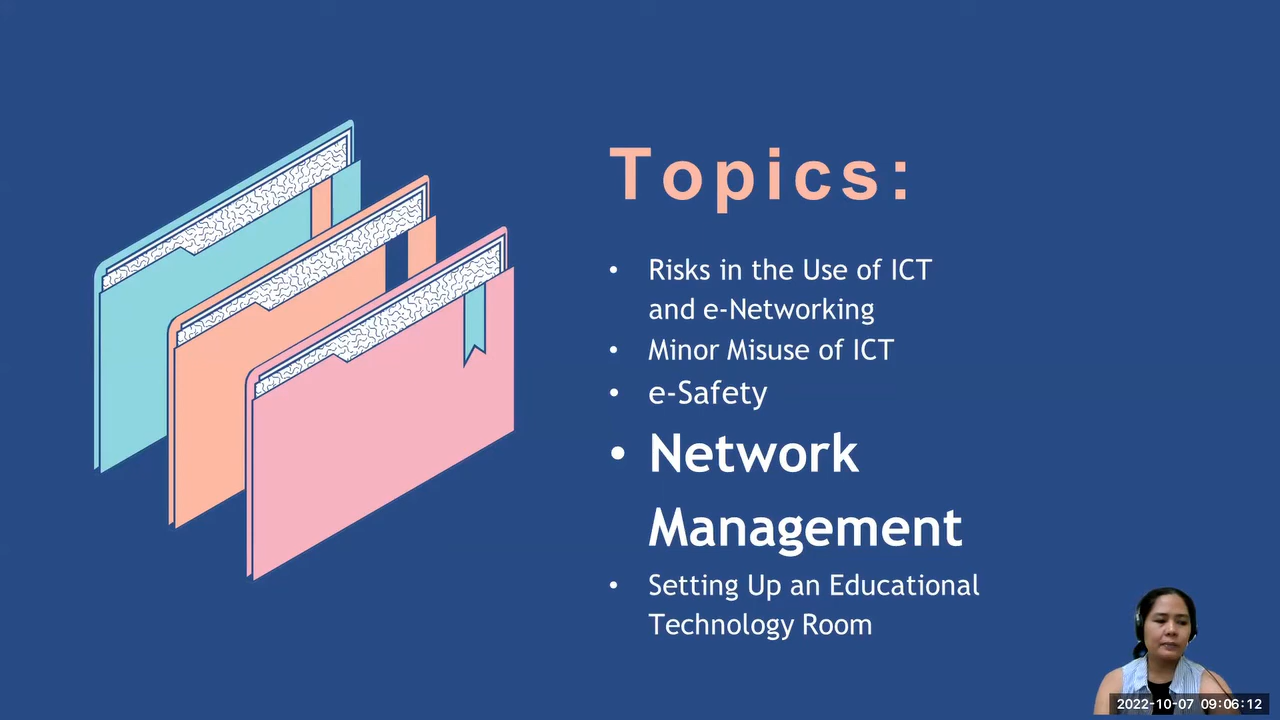 Topics:
• Risks in the Use of ICT
and e-Networking
• Minor Misuse of ICT
• e-Safety
• Network
Management
• Setting Up an Educational
Technology Room
2022-10-07 09:06:12